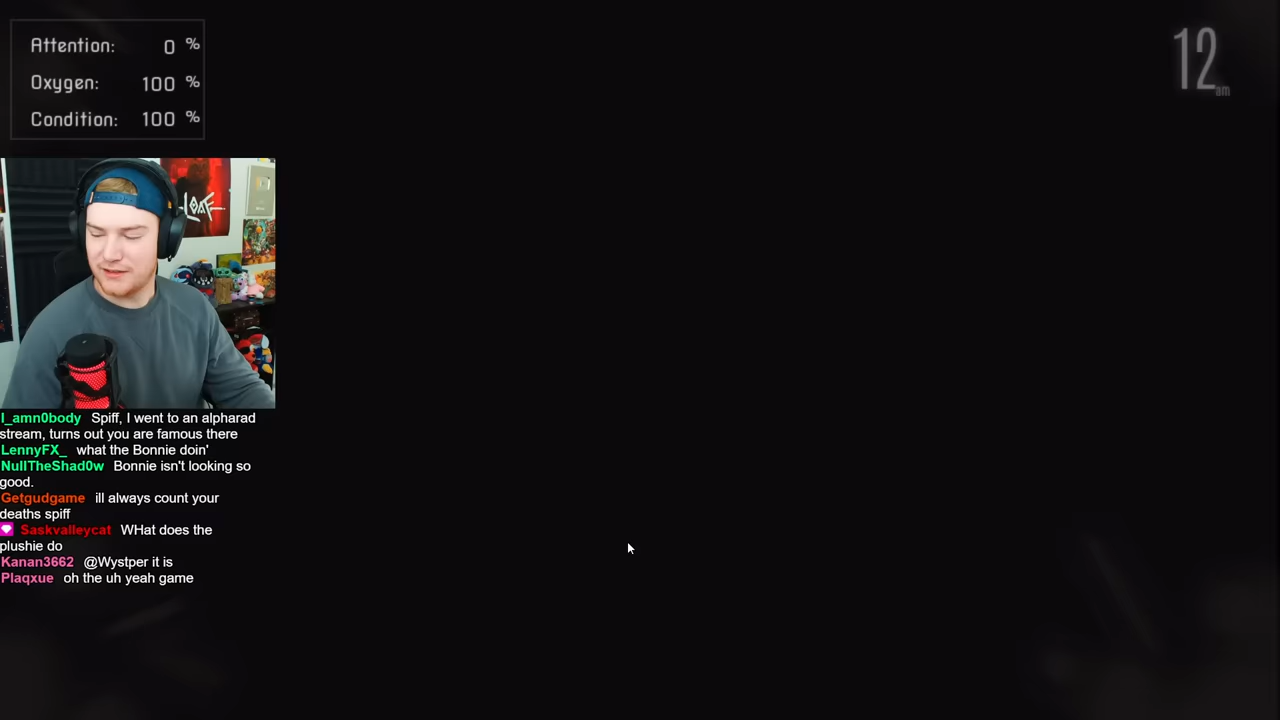 Attention: 0 %
Oxygen: 100 %
Condition: 100 %
12 am
LOAF
I_amn0body Spiff, I went to an alpharad
stream, turns out you are famous there
LennyFX_ what the Bonnie doin'
NullTheShad0w Bonnie isn't looking so
good.
Getgudgame ill always count your
deaths spiff
Saskvalleycat WHat does the
plushie do
Kanan3662 @Wystper it is
Plaqxue oh the uh yeah game